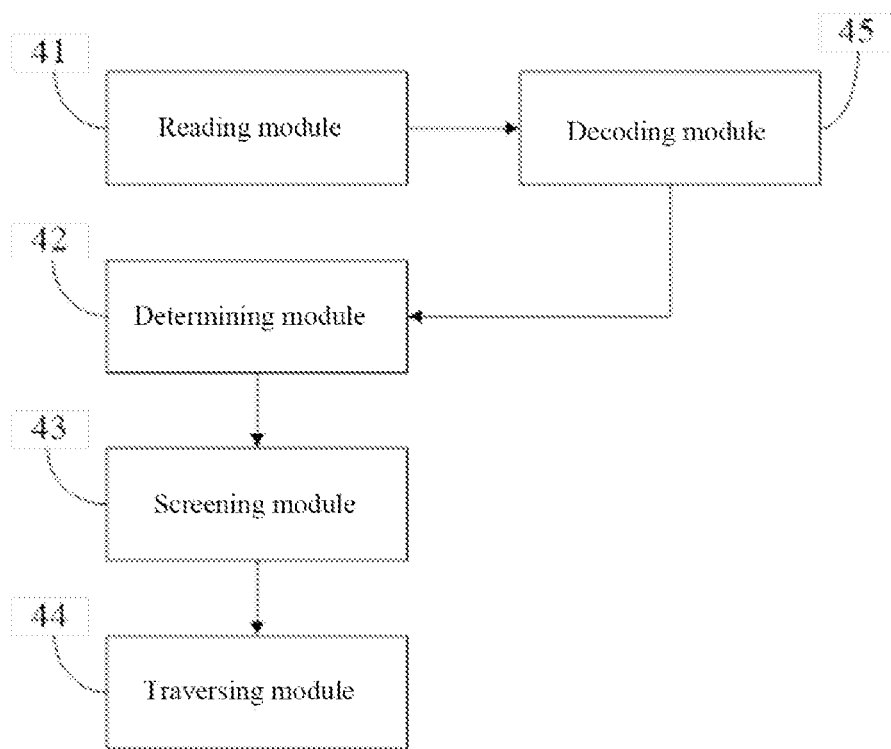 41
45
Reading module
Decoding module
42
Determining module
43
Screening module
44
Traversing module